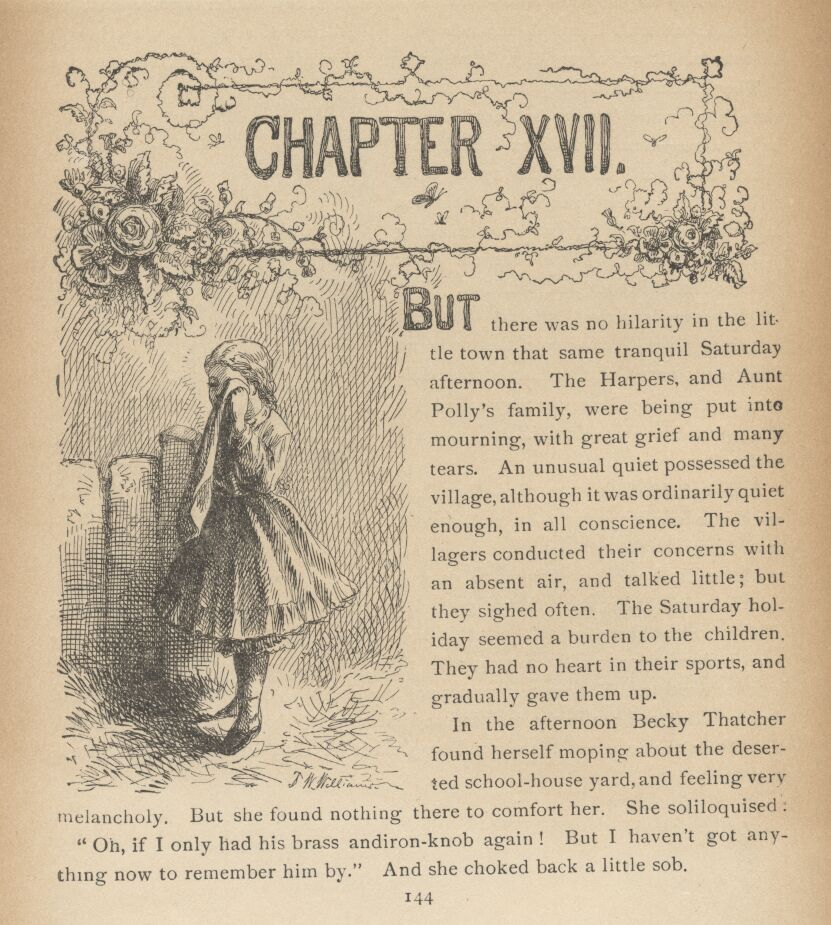 CHAPTER XVII.
BUT there was no hilarity in the lit-
tle town that same tranquil Saturday
afternoon. The Harpers, and Aunt
Polly's family, were being put into
mourning, with great grief and many
tears. An unusual quiet possessed the
village, although it was ordinarily quiet
enough, in all conscience. The vil-
lagers conducted their concerns with
an absent air, and talked little; but
they sighed often. The Saturday hol-
iday seemed a burden to the children.
They had no heart in their sports, and
gradually gave them up.
In the afternoon Becky Thatcher
found herself moping about the deser-
ted school-house yard, and feeling very
T. W. Williams.
melancholy. But she found nothing there to comfort her. She soliloquised:
"Oh, if I only had his brass andiron-knob again! But I haven't got any-
thing now to remember him by." And she choked back a little sob.
144